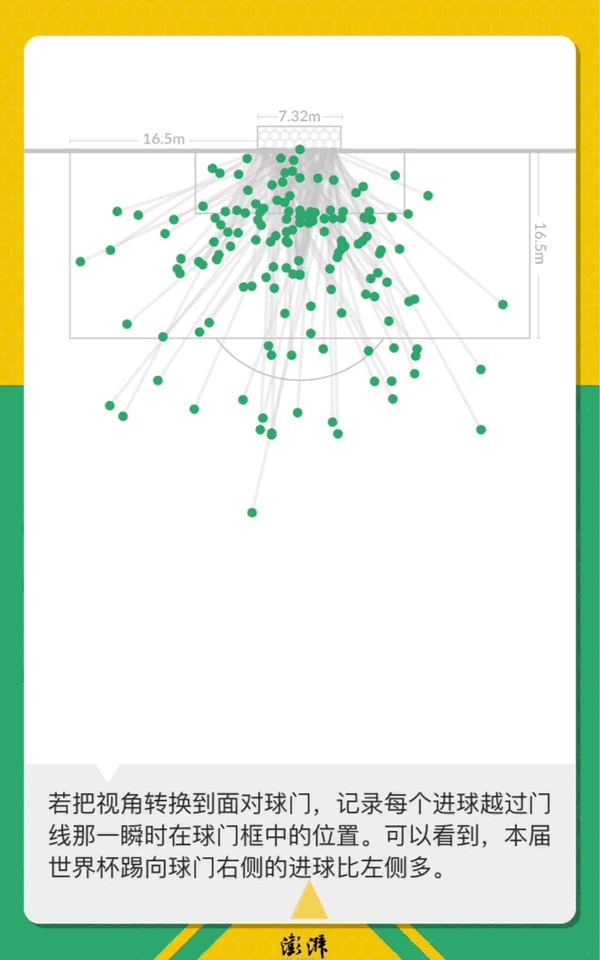 7.32m
16.5m
16.5m
若把视角转换到面对球门，记录每个进球越过门
线那一瞬时在球门框中的位置。可以看到，本届
世界杯踢向球门右侧的进球比左侧多。
澎湃